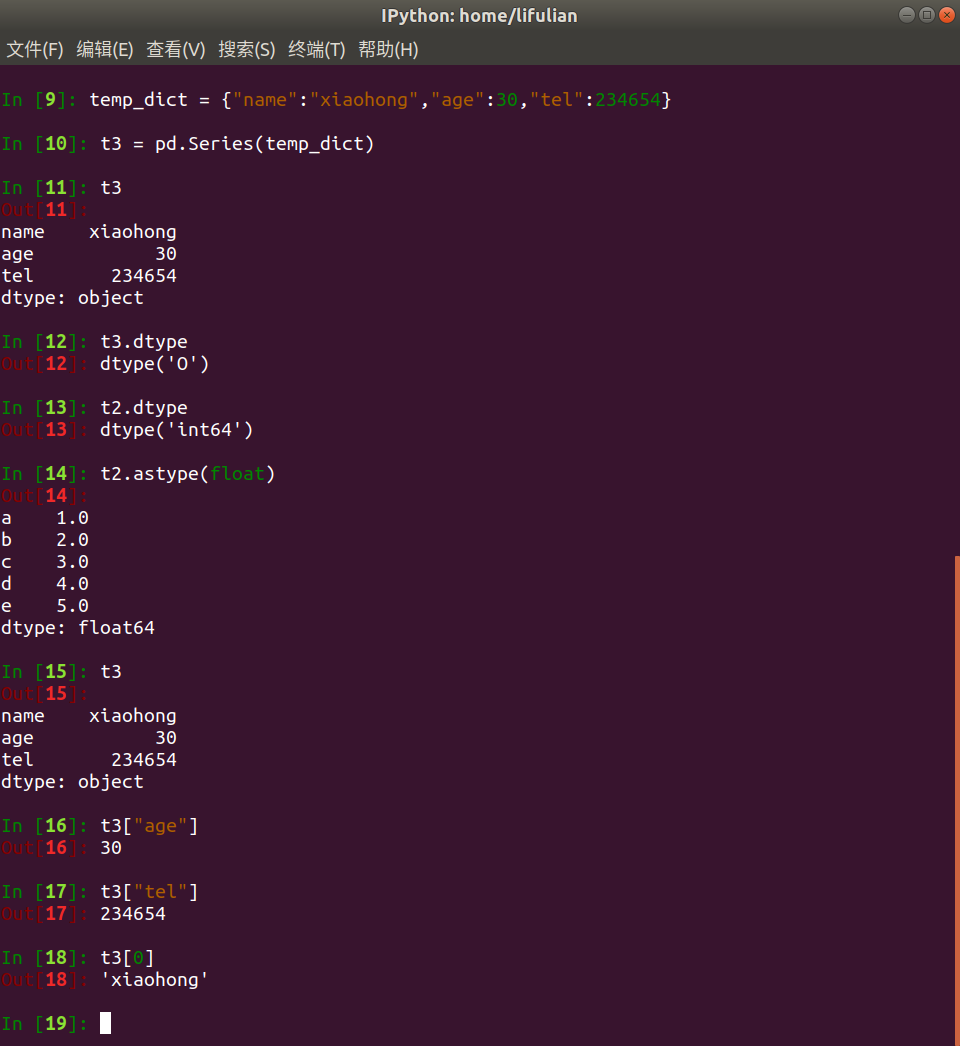 IPython: home/lifulian
文件(F) 编辑(E) 查看(V) 搜索(S) 终端(T) 帮助(H)
In [9]: temp_dict = {"name":"xiaohong","age":30,"tel":234654}
In [10]: t3 = pd.Series(temp_dict)
In [11]: t3
Out[11]:
name    xiaohong
age           30
tel       234654
dtype: object
In [12]: t3.dtype
Out[12]: dtype('O')
In [13]: t2.dtype
Out[13]: dtype('int64')
In [14]: t2.astype(float)
Out[14]:
a    1.0
b    2.0
c    3.0
d    4.0
e    5.0
dtype: float64
In [15]: t3
Out[15]:
name    xiaohong
age           30
tel       234654
dtype: object
In [16]: t3["age"]
Out[16]: 30
In [17]: t3["tel"]
Out[17]: 234654
In [18]: t3[0]
Out[18]: 'xiaohong'
In [19]: